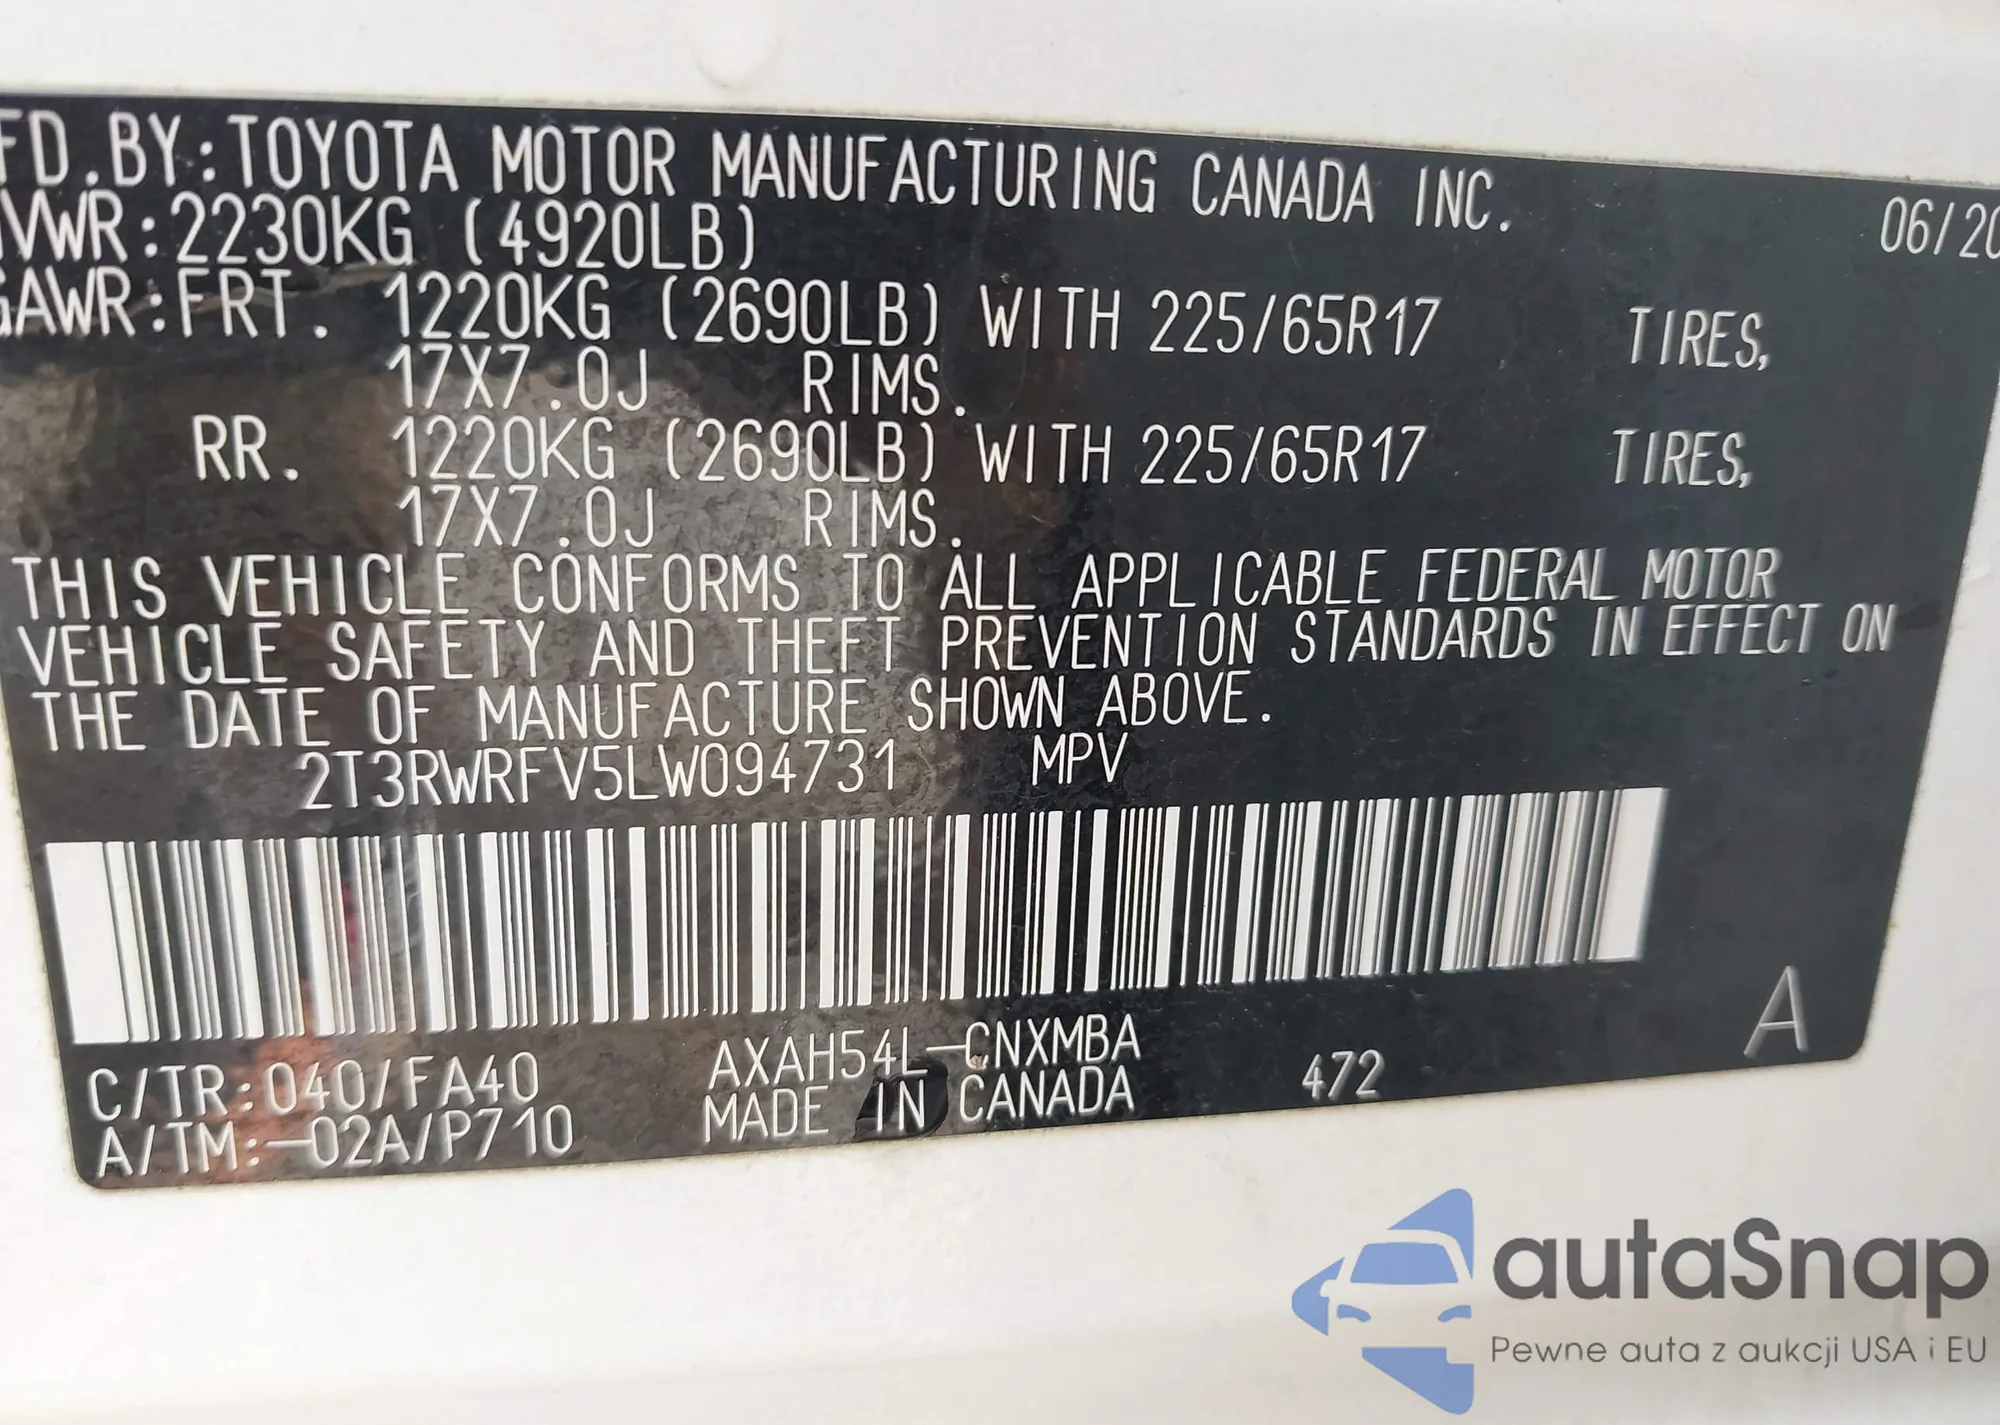 FD.BY:TOYOTA MOTOR MANUFACTURING CANADA INC. 06/20
VWR:2230KG (4920LB)
GAWR:FRT. 1220KG (2690LB) WITH 225/65R17 TIRES,
17X7.0J RIMS.
RR. 1220KG (2690LB) WITH 225/65R17 TIRES,
17X7.0J RIMS.
THIS VEHICLE CONFORMS TO ALL APPLICABLE FEDERAL MOTOR
VEHICLE SAFETY AND THEFT PREVENTION STANDARDS IN EFFECT ON
THE DATE OF MANUFACTURE SHOWN ABOVE.
2T3RWRFV5LW094731 MPV
C/TR:040/FA40 AXAH54L-CNXMBA 472 A
A/TM:-02A/P710 MADE IN CANADA
autaSnap
Pewne auta z aukcji USA i EU